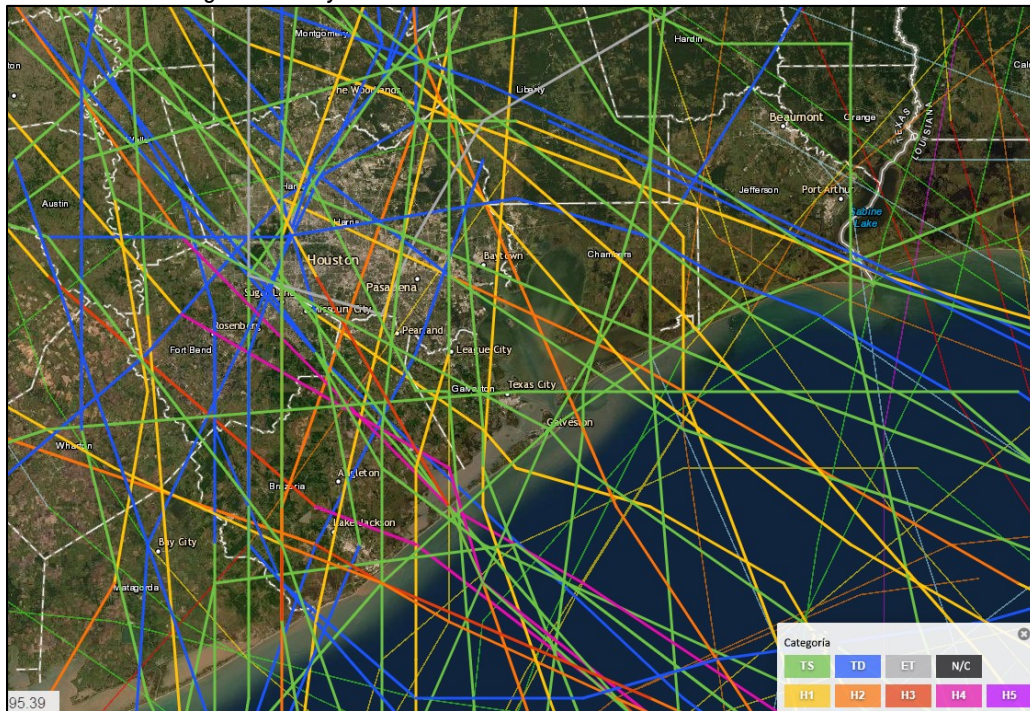 Montgomery
Hardin
The Woodlands
Liberty
Beaumont
Orange
TEXAS
LOUISIANA
Waller
Harris
Jefferson
Port Arthur
Austin
Sabine
Lake
Harris
Houston
Baytown
Chambers
Pasadena
Sugar Land
Missouri City
Rosenberg
Pearland
Fort Bend
League City
Galveston
Texas City
Galveston
Wharton
Angleton
Brazoria
Lake Jackson
Bay City
Matagorda
Categoría
TS TD ET N/C
H1 H2 H3 H4 H5
95.39